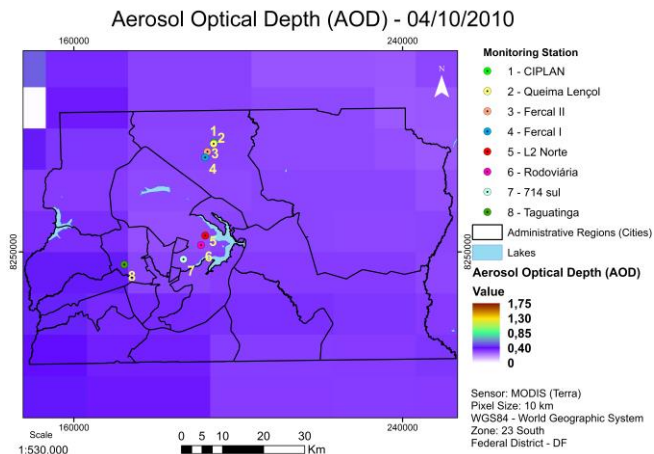 Aerosol Optical Depth (AOD) - 04/10/2010
160000
240000
Monitoring Station
1 - CIPLAN
2 - Queima Lençol
3 - Fercal II
4 - Fercal I
5 - L2 Norte
6 - Rodoviária
7 - 714 sul
8 - Taguatinga
Administrative Regions (Cities)
Lakes
Aerosol Optical Depth (AOD)
Value
1,75
1,30
0,85
0,40
0
N
1
2
3
4
5
6
7
8
8250000
8250000
160000
240000
Scale
1:530.000
0 5 10 20 30
Km
Sensor: MODIS (Terra)
Pixel Size: 10 km
WGS84 - World Geographic System
Zone: 23 South
Federal District - DF